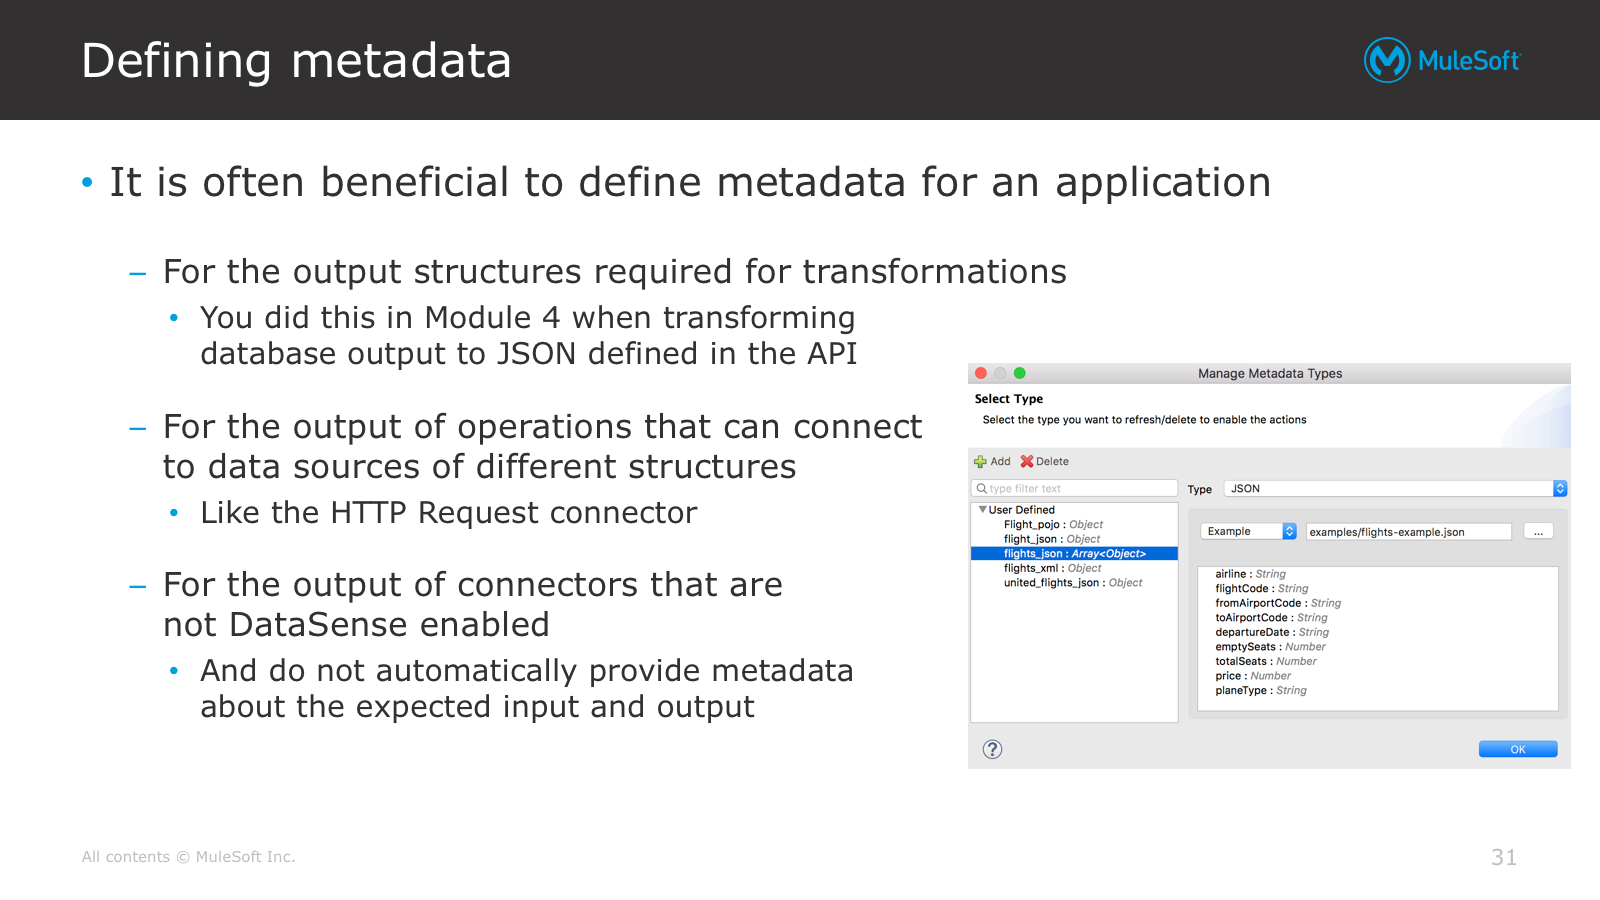 Defining metadata
MuleSoft
• It is often beneficial to define metadata for an application
– For the output structures required for transformations
• You did this in Module 4 when transforming
database output to JSON defined in the API
– For the output of operations that can connect
to data sources of different structures
• Like the HTTP Request connector
– For the output of connectors that are
not DataSense enabled
• And do not automatically provide metadata
about the expected input and output
Manage Metadata Types
Select Type
Select the type you want to refresh/delete to enable the actions
Add Delete
type filter text
User Defined
Flight_pojo : Object
flight_json : Object
flights_json : Array<Object>
flights_xml : Object
united_flights_json : Object
Type JSON
Example examples/flights-example.json ...
airline : String
flightCode : String
fromAirportCode : String
toAirportCode : String
departureDate : String
emptySeats : Number
totalSeats : Number
price : Number
planeType : String
?
OK
All contents © MuleSoft Inc.
31